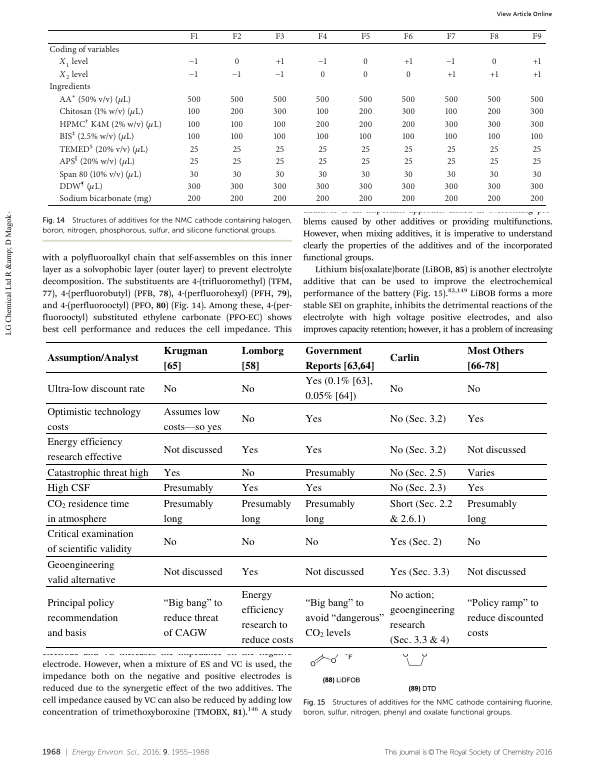 View Article Online
F1 F2 F3 F4 F5 F6 F7 F8 F9
Coding of variables
X1 level −1 0 +1 −1 0 +1 −1 0 +1
X2 level −1 −1 −1 0 0 0 +1 +1 +1
Ingredients
AA* (50% v/v) (μL) 500 500 500 500 500 500 500 500 500
Chitosan (1% w/v) (μL) 100 200 300 100 200 300 100 200 300
HPMC† K4M (2% w/v) (μL) 100 100 100 200 200 200 300 300 300
BIS‡ (2.5% w/v) (μL) 100 100 100 100 100 100 100 100 100
TEMED§ (20% v/v) (μL) 25 25 25 25 25 25 25 25 25
APS|| (20% w/v) (μL) 25 25 25 25 25 25 25 25 25
Span 80 (10% v/v) (μL) 30 30 30 30 30 30 30 30 30
DDW¶ (μL) 300 300 300 300 300 300 300 300 300
Sodium bicarbonate (mg) 200 200 200 200 200 200 200 200 200
LG Chemical Ltd R &amp; D Magok-
Fig. 14 Structures of additives for the NMC cathode containing halogen,
boron, nitrogen, phosphorous, sulfur, and silicone functional groups.
with a polyfluoroalkyl chain that self-assembles on this inner
layer as a solvophobic layer (outer layer) to prevent electrolyte
decomposition. The substituents are 4-(trifluoromethyl) (TFM,
77), 4-(perfluorobutyl) (PFB, 78), 4-(perfluorohexyl) (PFH, 79),
and 4-(perfluorooctyl) (PFO, 80) (Fig. 14). Among these, 4-(per-
fluorooctyl) substituted ethylene carbonate (PFO-EC) shows
best cell performance and reduces the cell impedance. This
blems caused by other additives or providing multifunctions.
However, when mixing additives, it is imperative to understand
clearly the properties of the additives and of the incorporated
functional groups.
Lithium bis(oxalate)borate (LiBOB, 85) is another electrolyte
additive that can be used to improve the electrochemical
performance of the battery (Fig. 15).82,149 LiBOB forms a more
stable SEI on graphite, inhibits the detrimental reactions of the
electrolyte with high voltage positive electrodes, and also
improves capacity retention; however, it has a problem of increasing
Assumption/Analyst Krugman [65] Lomborg [58] Government Reports [63,64] Carlin Most Others [66-78]
Ultra-low discount rate No No Yes (0.1% [63], 0.05% [64]) No No
Optimistic technology costs Assumes low costs—so yes No Yes No (Sec. 3.2) Yes
Energy efficiency research effective Not discussed Yes Yes No (Sec. 3.2) Not discussed
Catastrophic threat high Yes No Presumably No (Sec. 2.5) Varies
High CSF Presumably Yes Yes No (Sec. 2.3) Yes
CO2 residence time in atmosphere Presumably long Presumably long Presumably long Short (Sec. 2.2 & 2.6.1) Presumably long
Critical examination of scientific validity No No No Yes (Sec. 2) No
Geoengineering valid alternative Not discussed Yes Not discussed Yes (Sec. 3.3) Not discussed
Principal policy recommendation and basis "Big bang" to reduce threat of CAGW Energy efficiency research to reduce costs "Big bang" to avoid "dangerous" CO2 levels No action; geoengineering research (Sec. 3.3 & 4) "Policy ramp" to reduce discounted costs
electrode. However, when a mixture of ES and VC is used, the
impedance both on the negative and positive electrodes is
reduced due to the synergetic effect of the two additives. The
cell impedance caused by VC can also be reduced by adding low
concentration of trimethoxyboroxine (TMOBX, 81).146 A study
O O F O O
(88) LiDFOB
(89) DTD
Fig. 15 Structures of additives for the NMC cathode containing fluorine,
boron, sulfur, nitrogen, phenyl and oxalate functional groups.
1968 | Energy Environ. Sci., 2016, 9, 1955–1988
This journal is © The Royal Society of Chemistry 2016